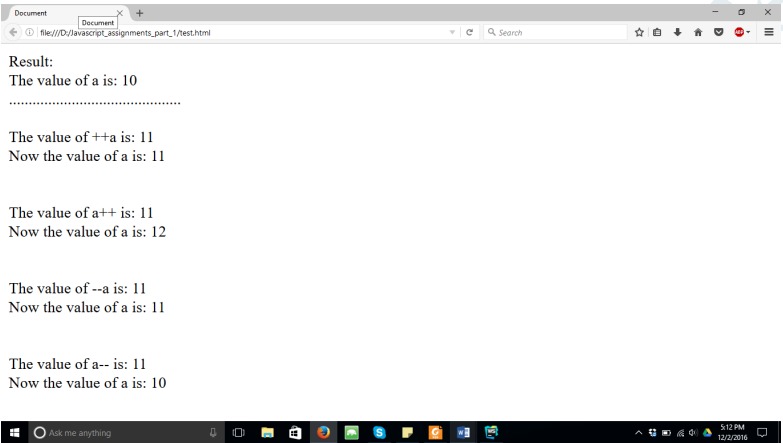 Document
Document
file:///D:/Javascript_assignments_part_1/test.html
Search
ABP
Result:
The value of a is: 10
...........................................
The value of ++a is: 11
Now the value of a is: 11
The value of a++ is: 11
Now the value of a is: 12
The value of --a is: 11
Now the value of a is: 11
The value of a-- is: 11
Now the value of a is: 10
Ask me anything
5:12 PM
12/2/2016